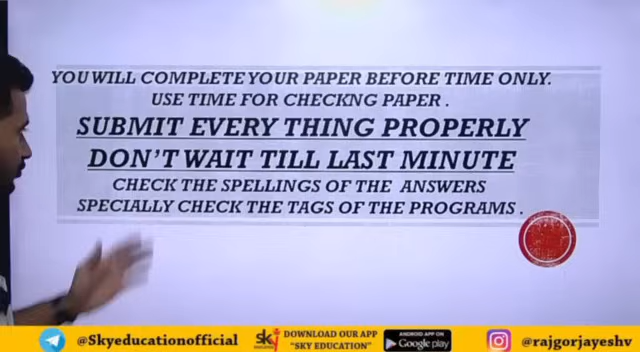 YOU WILL COMPLETE YOUR PAPER BEFORE TIME ONLY.
USE TIME FOR CHECKNG PAPER .
SUBMIT EVERY THING PROPERLY
DON'T WAIT TILL LAST MINUTE
CHECK THE SPELLINGS OF THE ANSWERS
SPECIALLY CHECK THE TAGS OF THE PROGRAMS .
@Skyeducationofficial
sky
DOWNLOAD OUR APP
"SKY EDUCATION"
ANDROID APP ON
Google play
@rajgorjayeshv